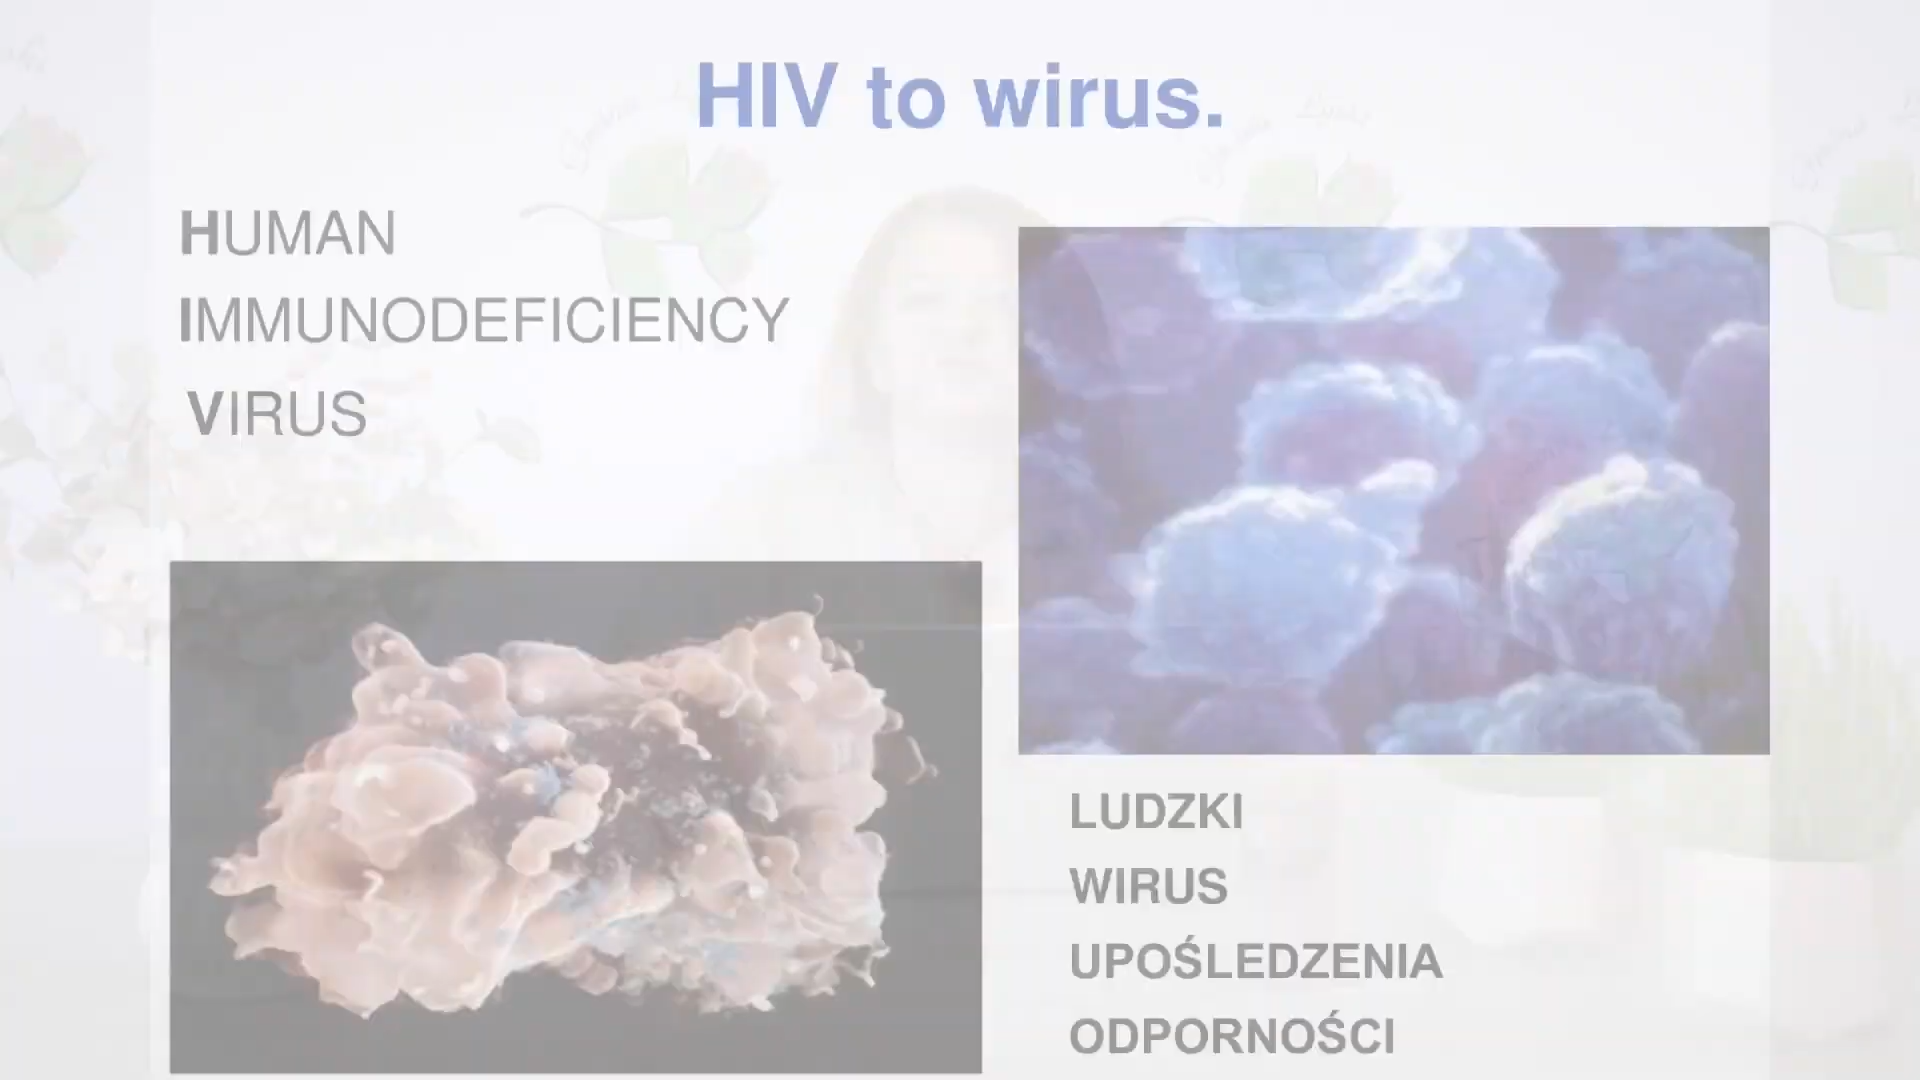 HIV to wirus.
HUMAN
IMMUNODEFICIENCY
VIRUS
LUDZKI
WIRUS
UPOŚLEDZENIA
ODPORNOŚCI